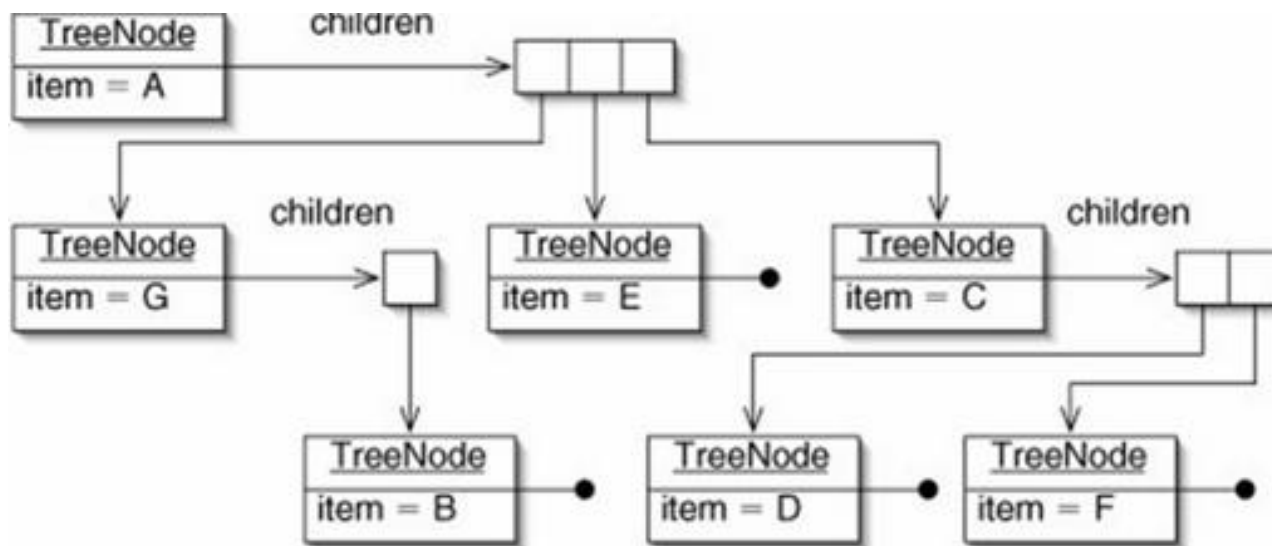 TreeNode
children
item = A
children
children
TreeNode
TreeNode
TreeNode
item = G
item = E
item = C
TreeNode
TreeNode
TreeNode
item = B
item = D
item = F